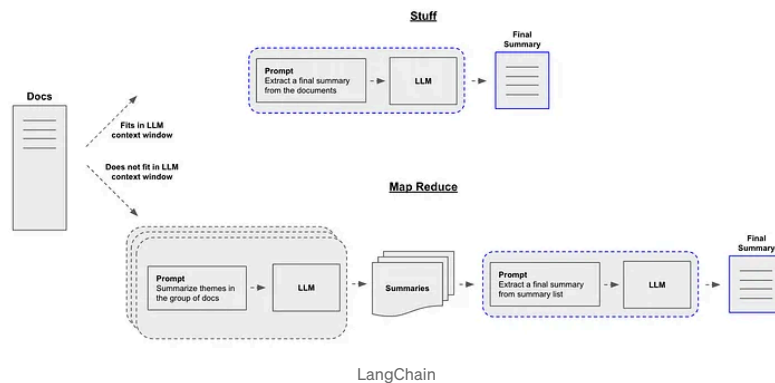 Stuff
Final
Summary
Prompt
Extract a final summary
from the documents
LLM
Docs
Fits in LLM
context window
Does not fit in LLM
context window
Map Reduce
Prompt
Summarize themes in
the group of docs
LLM
Summaries
Prompt
Extract a final summary
from summary list
LLM
Final
Summary
LangChain